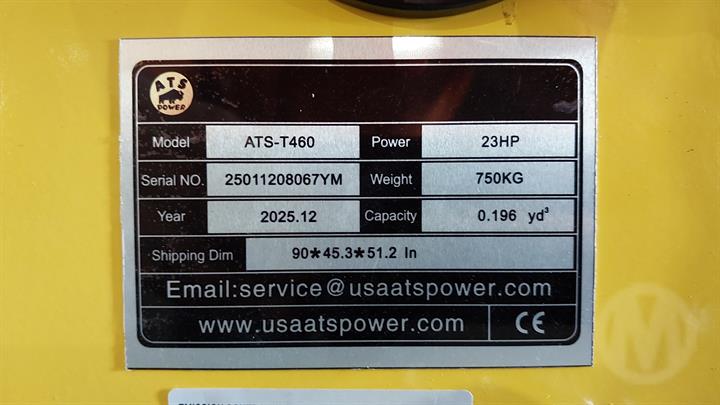 ATS
POWER
Model ATS-T460 Power 23HP
Serial NO. 25011208067YM Weight 750KG
Year 2025.12 Capacity 0.196 yd³
Shipping Dim 90*45.3*51.2 In
Email:service@usaatspower.com
www.usaatspower.com CE
M